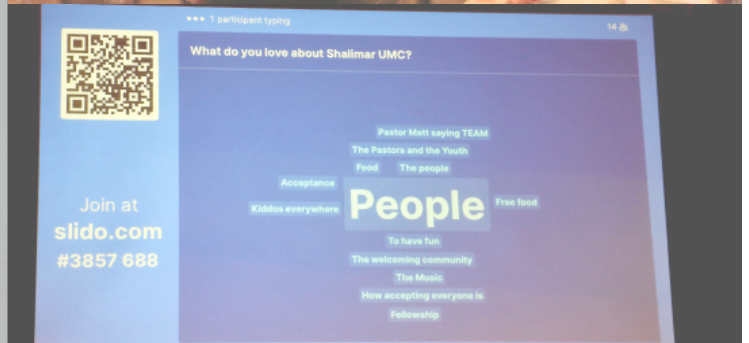 1 participant typing
14
What do you love about Shalimar UMC?
Pastor Matt saying TEAM
The Pastors and the Youth
Food
The people
Acceptance
People
Free food
Kiddos everywhere
To have fun
The welcoming community
The Music
How accepting everyone is
Fellowship
Join at
slido.com
#3857 688